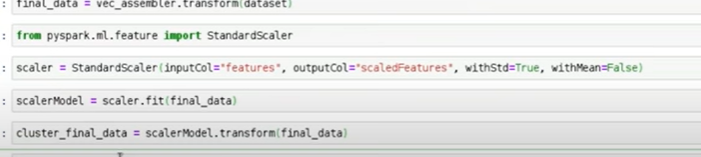 : final_data = vec_assembler.transform(dataset)
: from pyspark.ml.feature import StandardScaler
: scaler = StandardScaler(inputCol="features", outputCol="scaledFeatures", withStd=True, withMean=False)
: scalerModel = scaler.fit(final_data)
: cluster_final_data = scalerModel.transform(final_data)